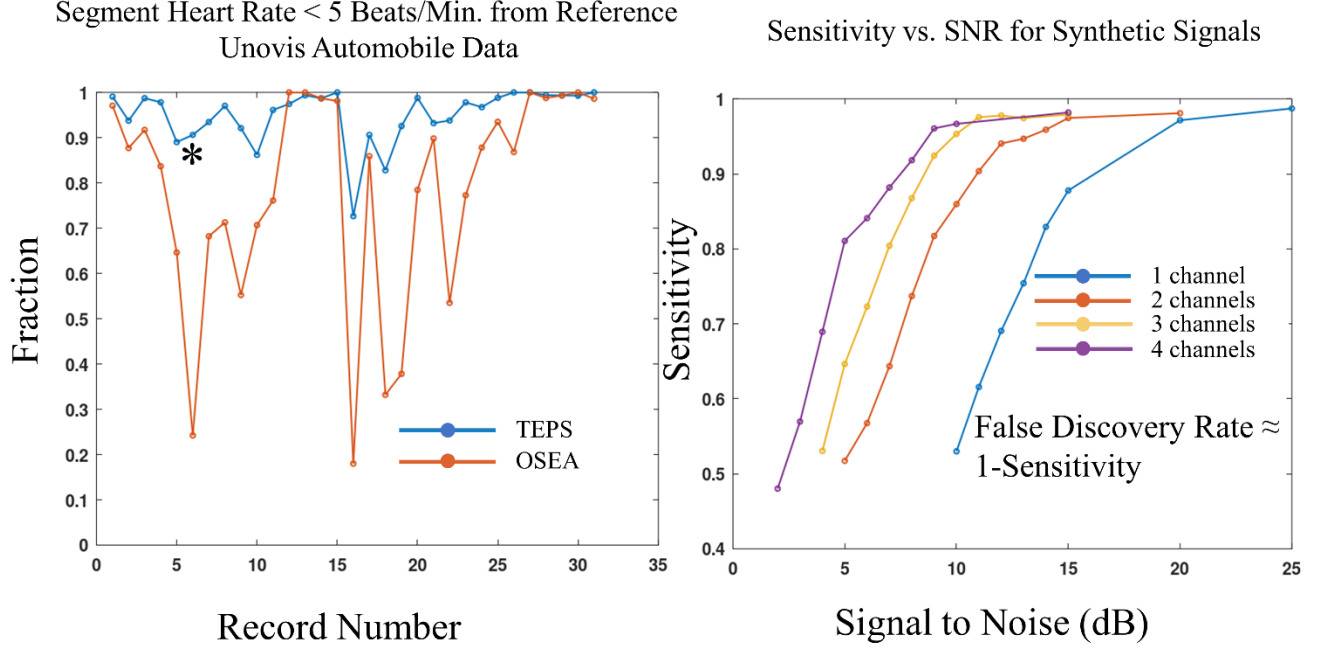 Segment Heart Rate < 5 Beats/Min. from Reference
Unovis Automobile Data
1
0.9
0.8
0.7
0.6
0.5
0.4
0.3
0.2
0.1
0
Fraction
*
TEPS
OSEA
0 5 10 15 20 25 30 35
Record Number
Sensitivity vs. SNR for Synthetic Signals
1
0.9
0.8
0.7
0.6
0.5
0.4
Sensitivity
1 channel
2 channels
3 channels
4 channels
False Discovery Rate ≈
1-Sensitivity
0 5 10 15 20 25
Signal to Noise (dB)